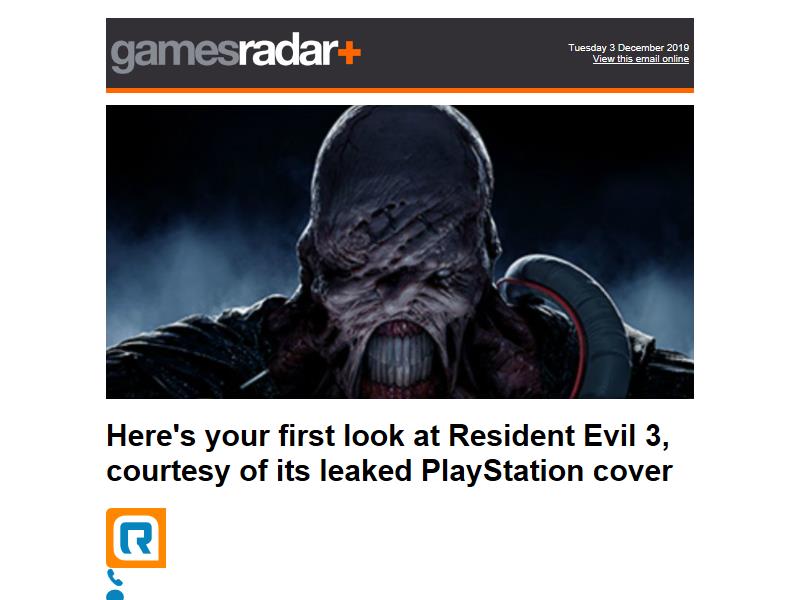 gamesradar+
Tuesday 3 December 2019
View this email online
Here's your first look at Resident Evil 3,
courtesy of its leaked PlayStation cover